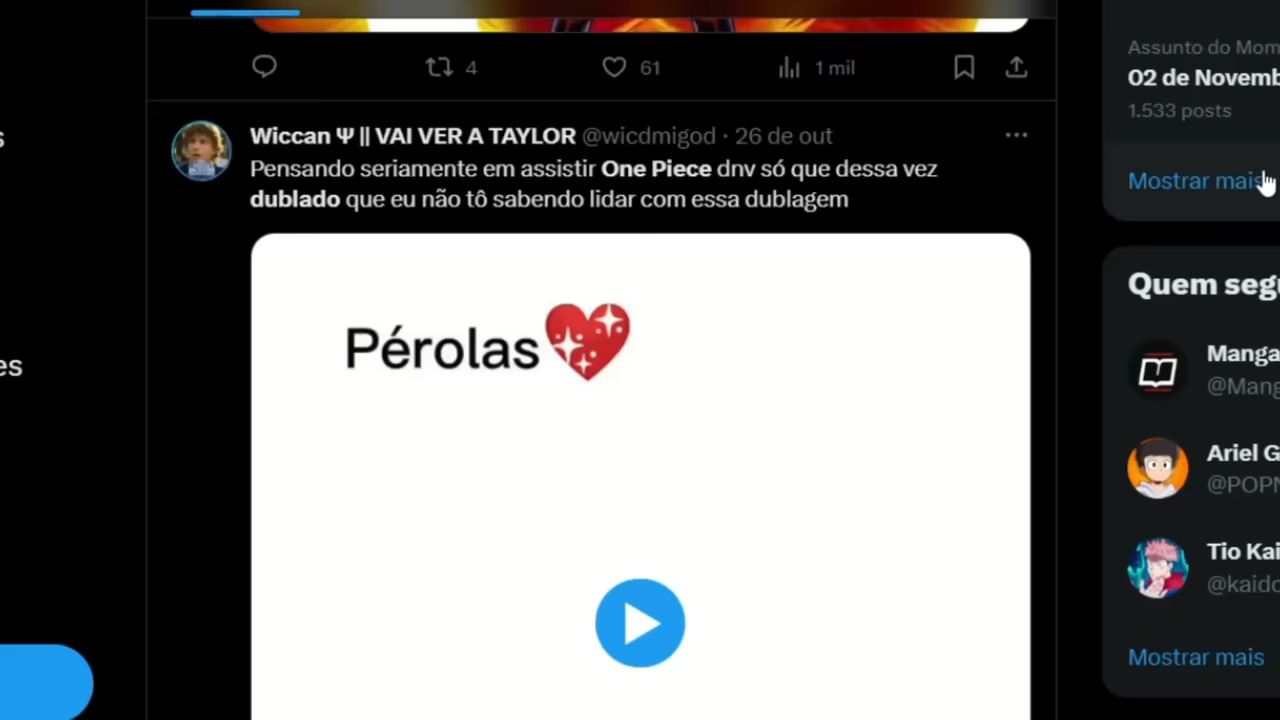 4 61 1 mil
Wiccan Ψ || VAI VER A TAYLOR @wicdmigod · 26 de out
Pensando seriamente em assistir One Piece dnv só que dessa vez
dublado que eu não tô sabendo lidar com essa dublagem
Pérolas💖
Assunto do Mom
02 de Novemb
1.533 posts
Mostrar mais
Quem segu
Manga
@Mang
Ariel G
@POPN
Tio Kai
@kaido
Mostrar mais
s
es